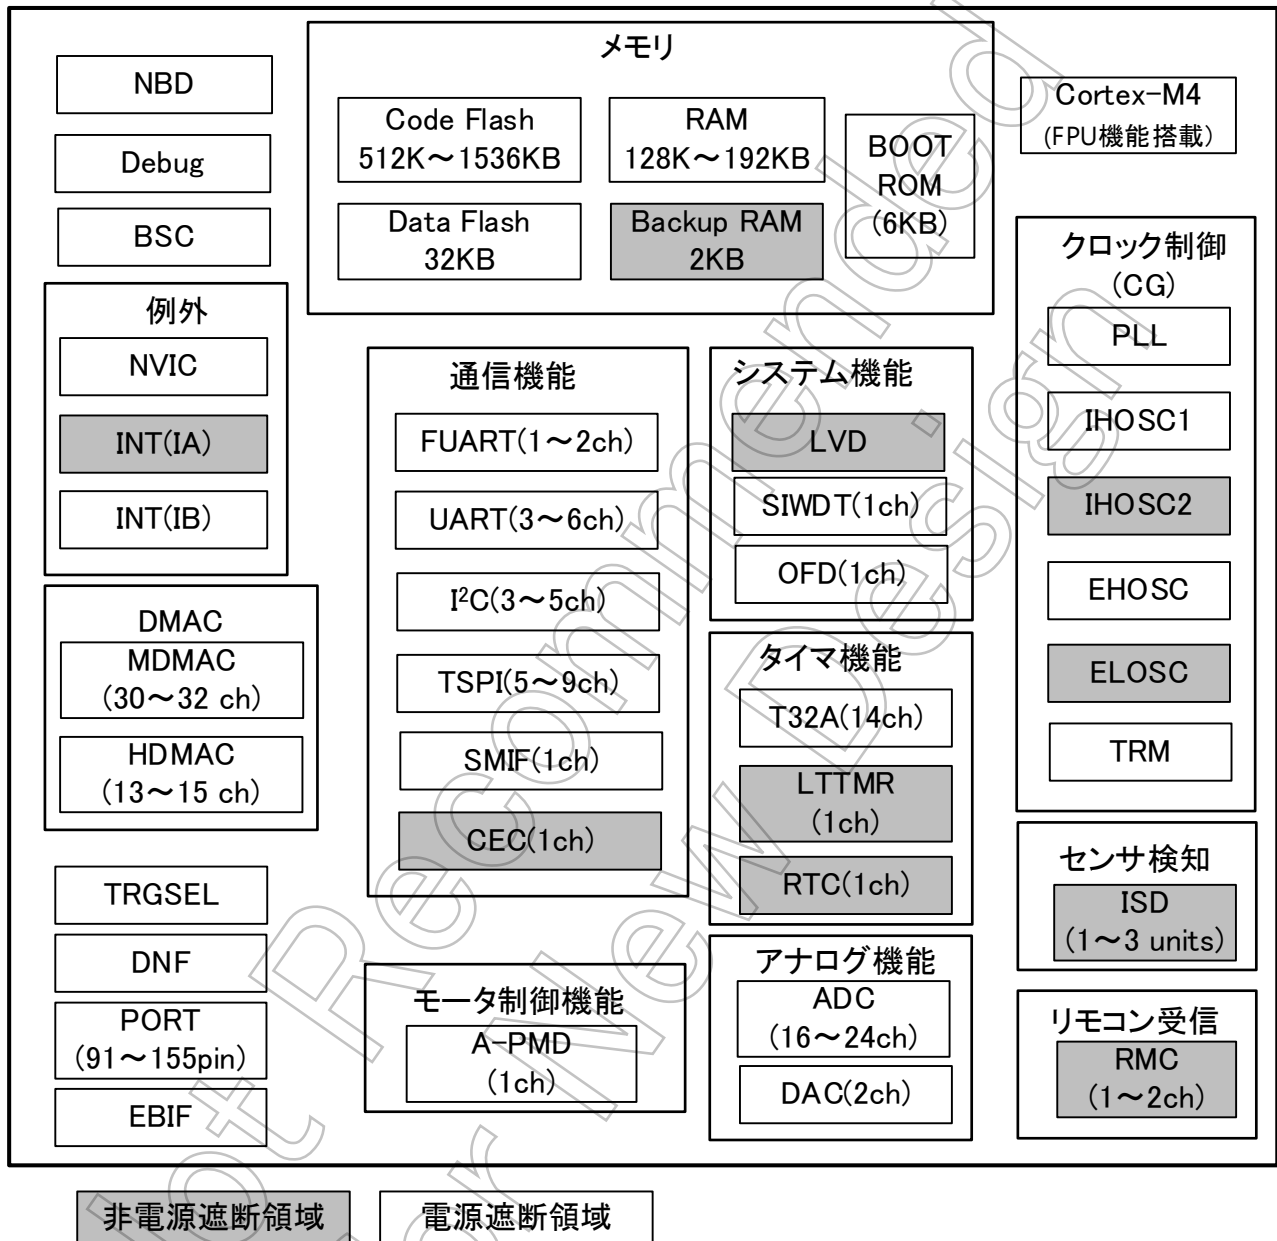 NBD
Debug
BSC
例外
NVIC
INT(IA)
INT(IB)
DMAC
MDMAC
(30～32 ch)
HDMAC
(13～15 ch)
TRGSEL
DNF
PORT
(91～155pin)
EBIF
メモリ
Code Flash
512K～1536KB
RAM
128K～192KB
BOOT
ROM
(6KB)
Data Flash
32KB
Backup RAM
2KB
通信機能
FUART(1～2ch)
UART(3～6ch)
I²C(3～5ch)
TSPI(5～9ch)
SMIF(1ch)
CEC(1ch)
モータ制御機能
A-PMD
(1ch)
システム機能
LVD
SIWDT(1ch)
OFD(1ch)
タイマ機能
T32A(14ch)
LTTMR
(1ch)
RTC(1ch)
アナログ機能
ADC
(16～24ch)
DAC(2ch)
Cortex-M4
(FPU機能搭載)
クロック制御
(CG)
PLL
IHOSC1
IHOSC2
EHOSC
ELOSC
TRM
センサ検知
ISD
(1～3 units)
リモコン受信
RMC
(1～2ch)
非電源遮断領域
電源遮断領域
Not Recommended
for New Design